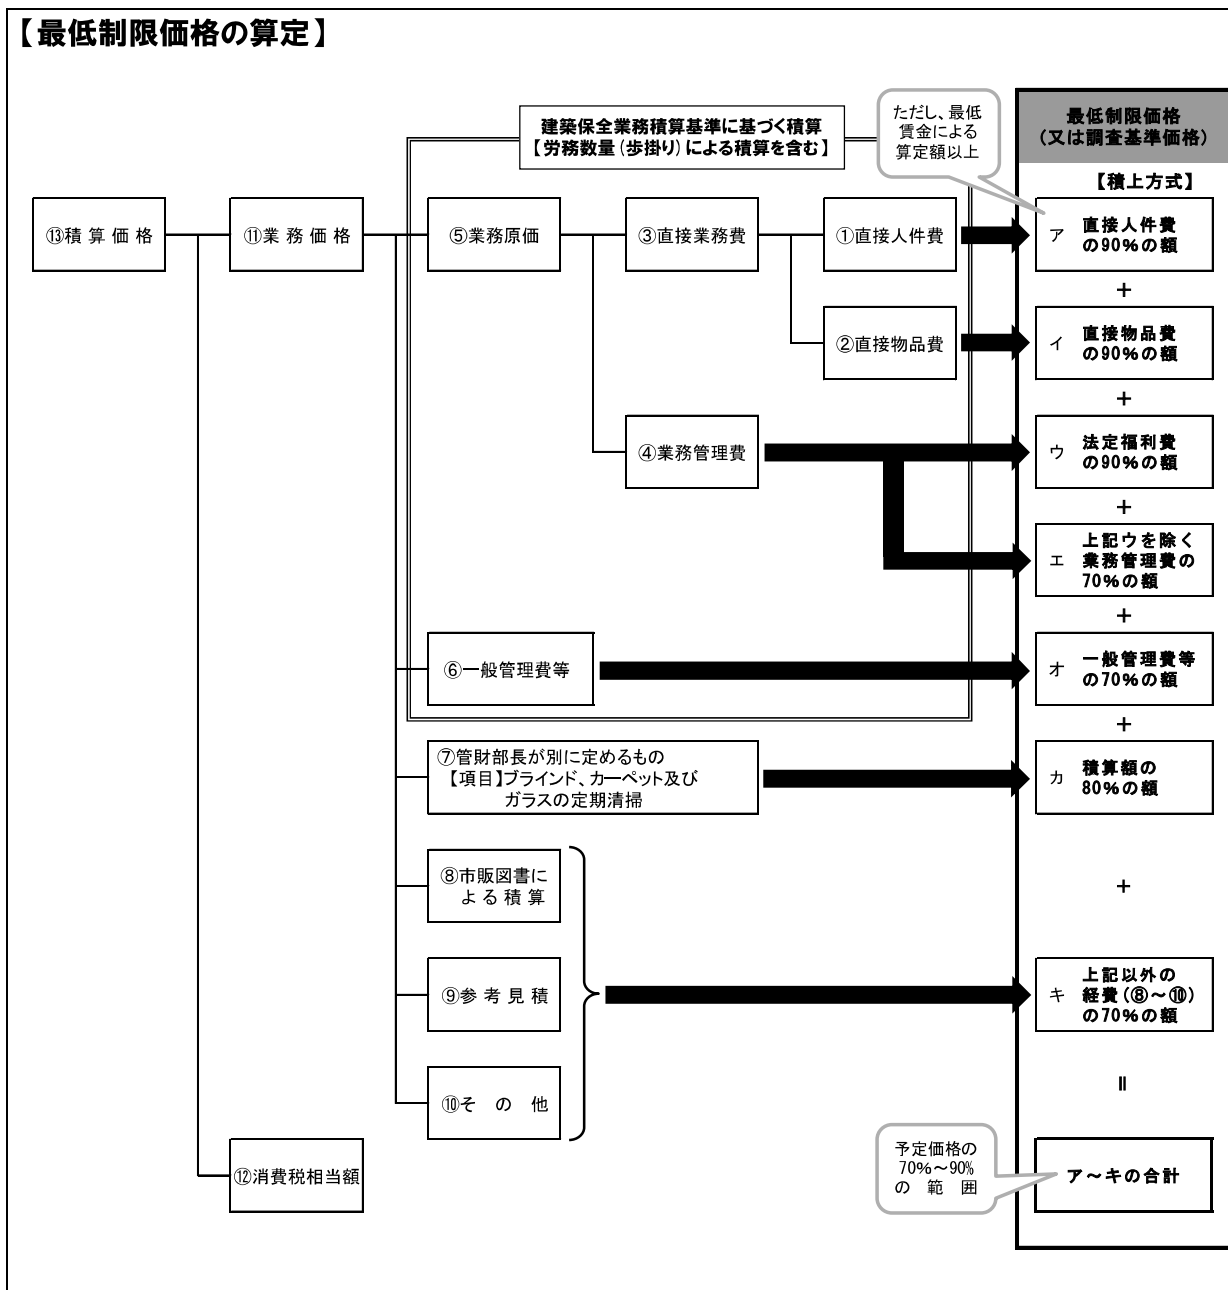 【最低制限価格の算定】
建築保全業務積算基準に基づく積算
【労務数量(歩掛り)による積算を含む】
ただし、最低
賃金による
算定額以上
最低制限価格
(又は調査基準価格)
【積上方式】
⑬積算価格
⑪業務価格
⑤業務原価
③直接業務費
①直接人件費
ア 直接人件費
の90%の額
+
②直接物品費
イ 直接物品費
の90%の額
+
④業務管理費
ウ 法定福利費
の90%の額
+
エ 上記ウを除く
業務管理費の
70%の額
+
⑥一般管理費等
オ 一般管理費等
の70%の額
+
⑦管財部長が別に定めるもの
【項目】ブラインド、カーペット及び
ガラスの定期清掃
カ 積算額の
80%の額
⑧市販図書に
よる積算
+
⑨参考見積
キ 上記以外の
経費(⑧~⑩)
の70%の額
=
⑩その他
⑫消費税相当額
予定価格の
70%~90%
の範囲
ア~キの合計